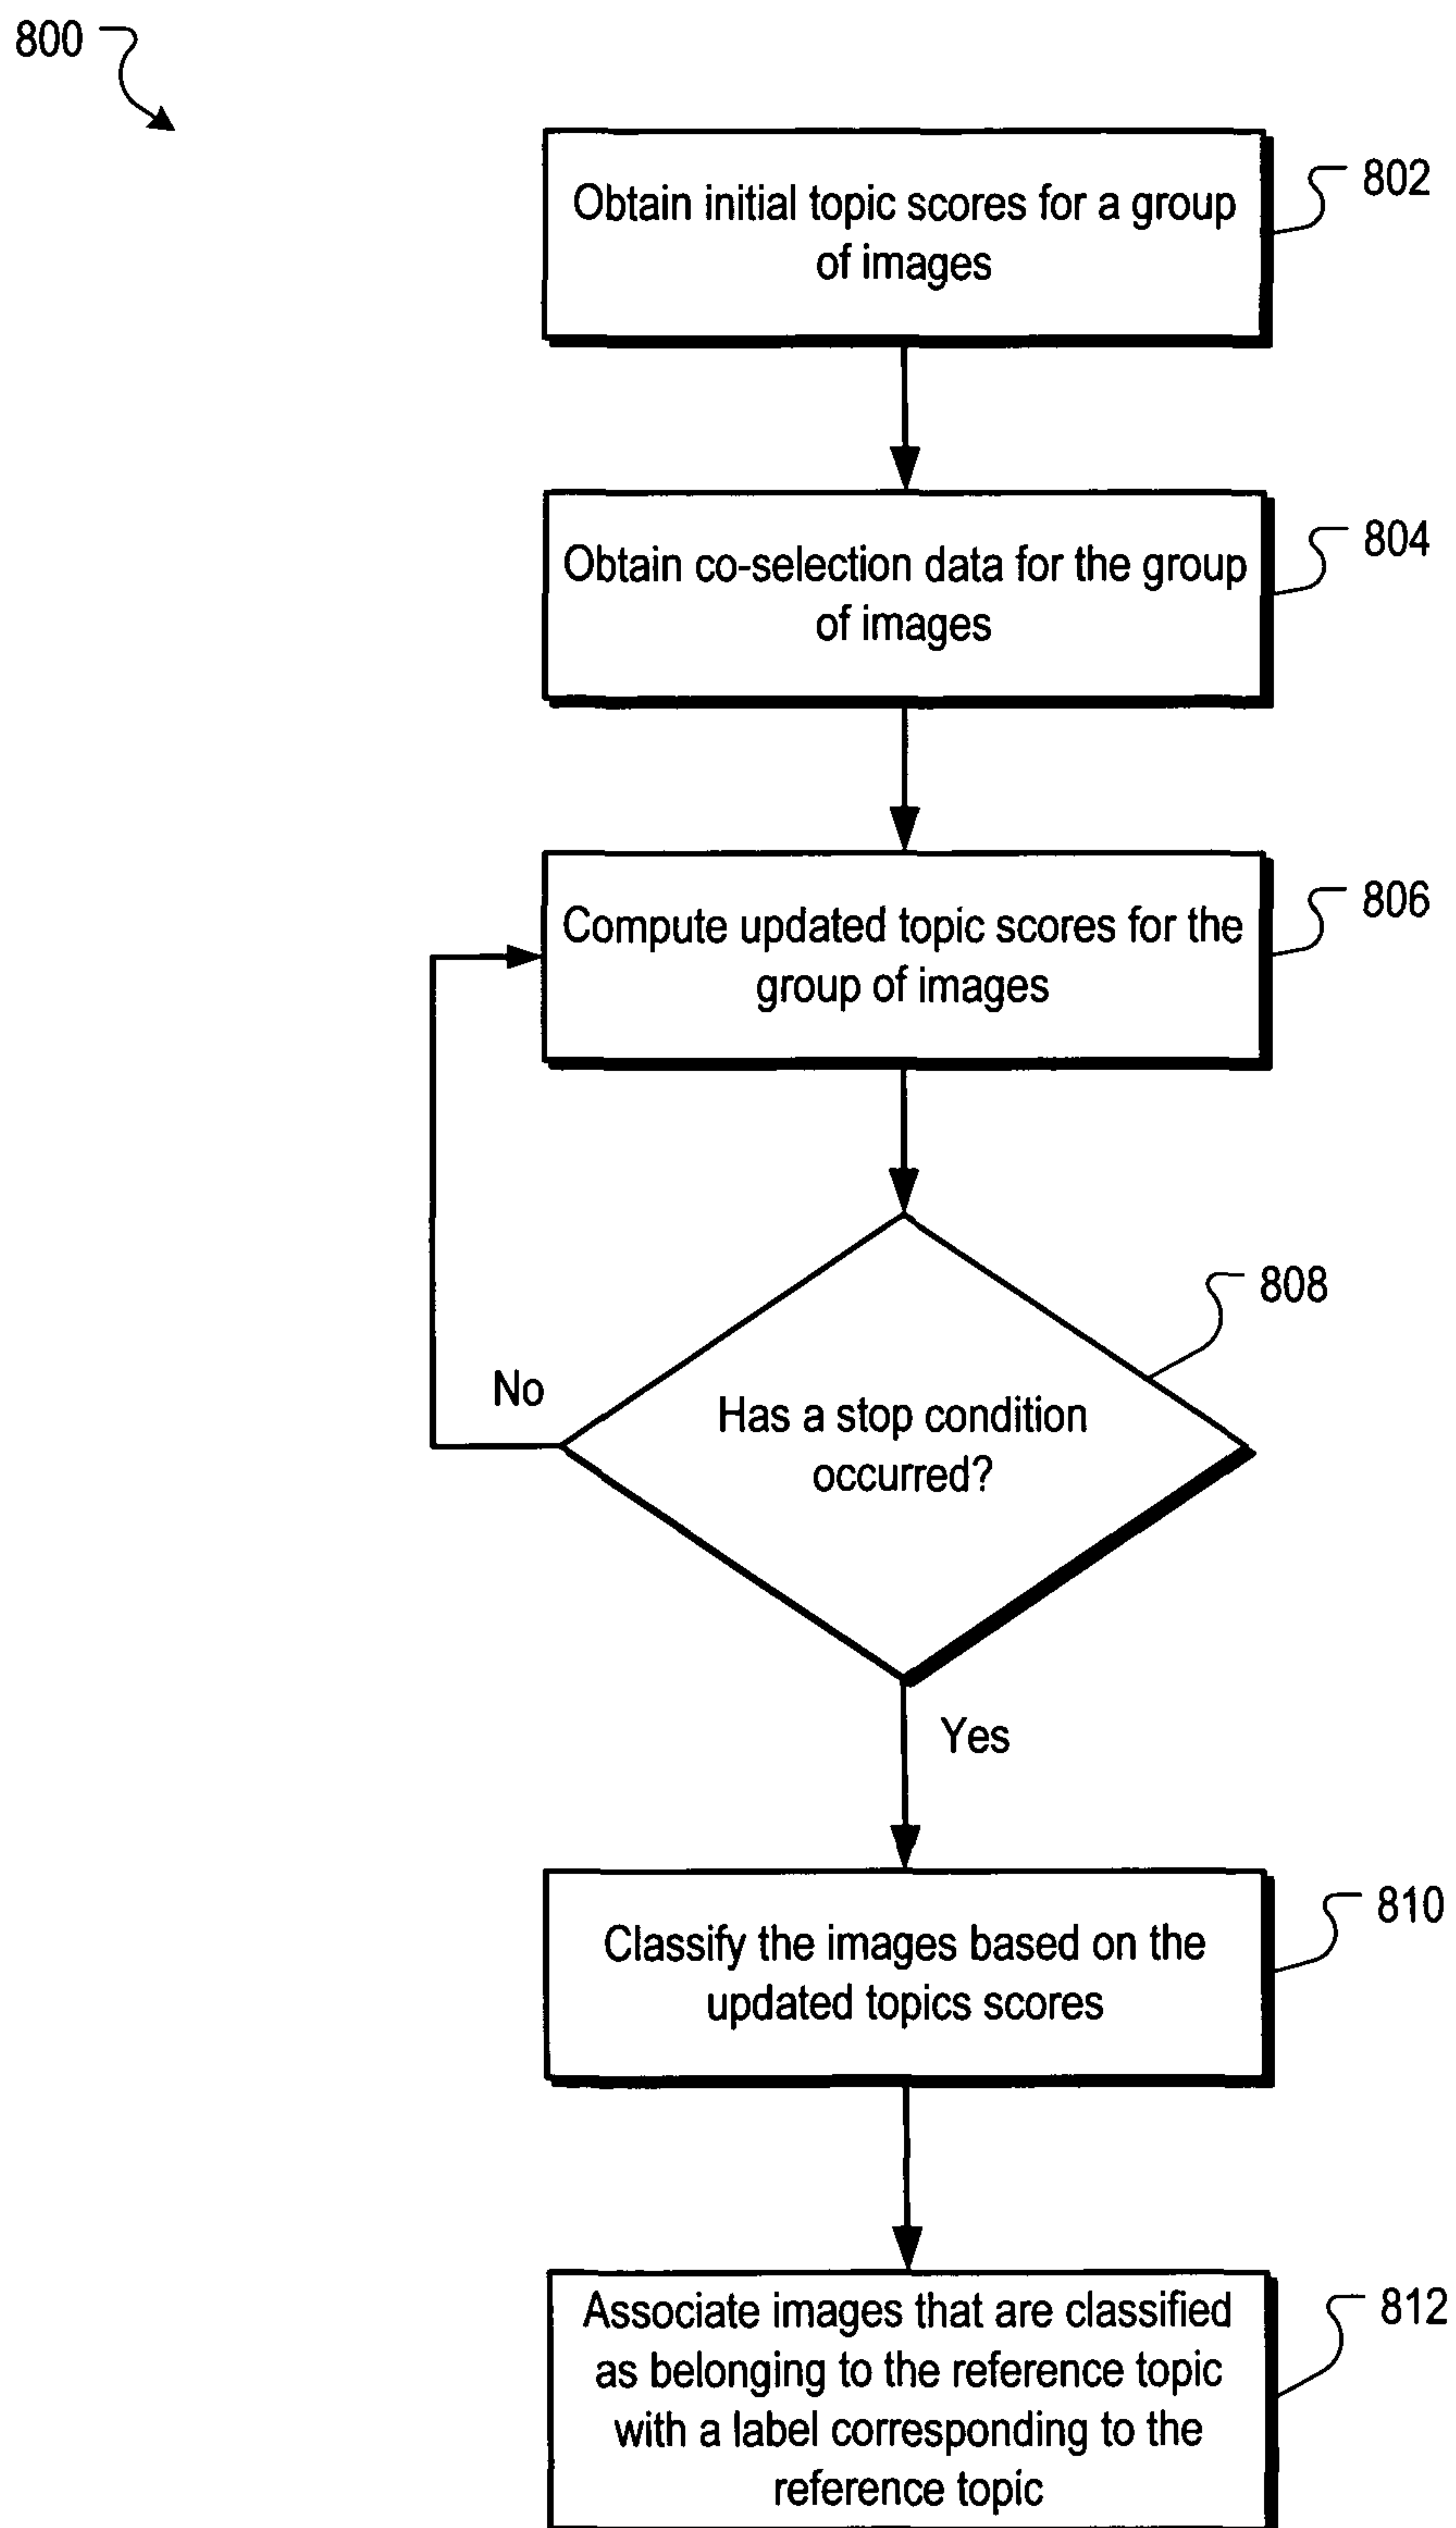 800
Obtain initial topic scores for a group
of images
802
Obtain co-selection data for the group
of images
804
Compute updated topic scores for the
group of images
806
Has a stop condition
occurred?
808
No
Yes
Classify the images based on the
updated topics scores
810
Associate images that are classified
as belonging to the reference topic
with a label corresponding to the
reference topic
812